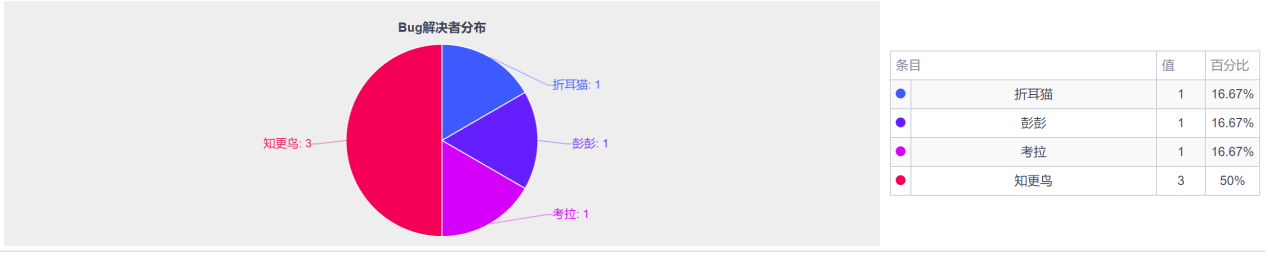 Bug解决者分布
折耳猫: 1
知更鸟: 3
彭彭: 1
考拉: 1
条目 值 百分比
折耳猫 1 16.67%
彭彭 1 16.67%
考拉 1 16.67%
知更鸟 3 50%